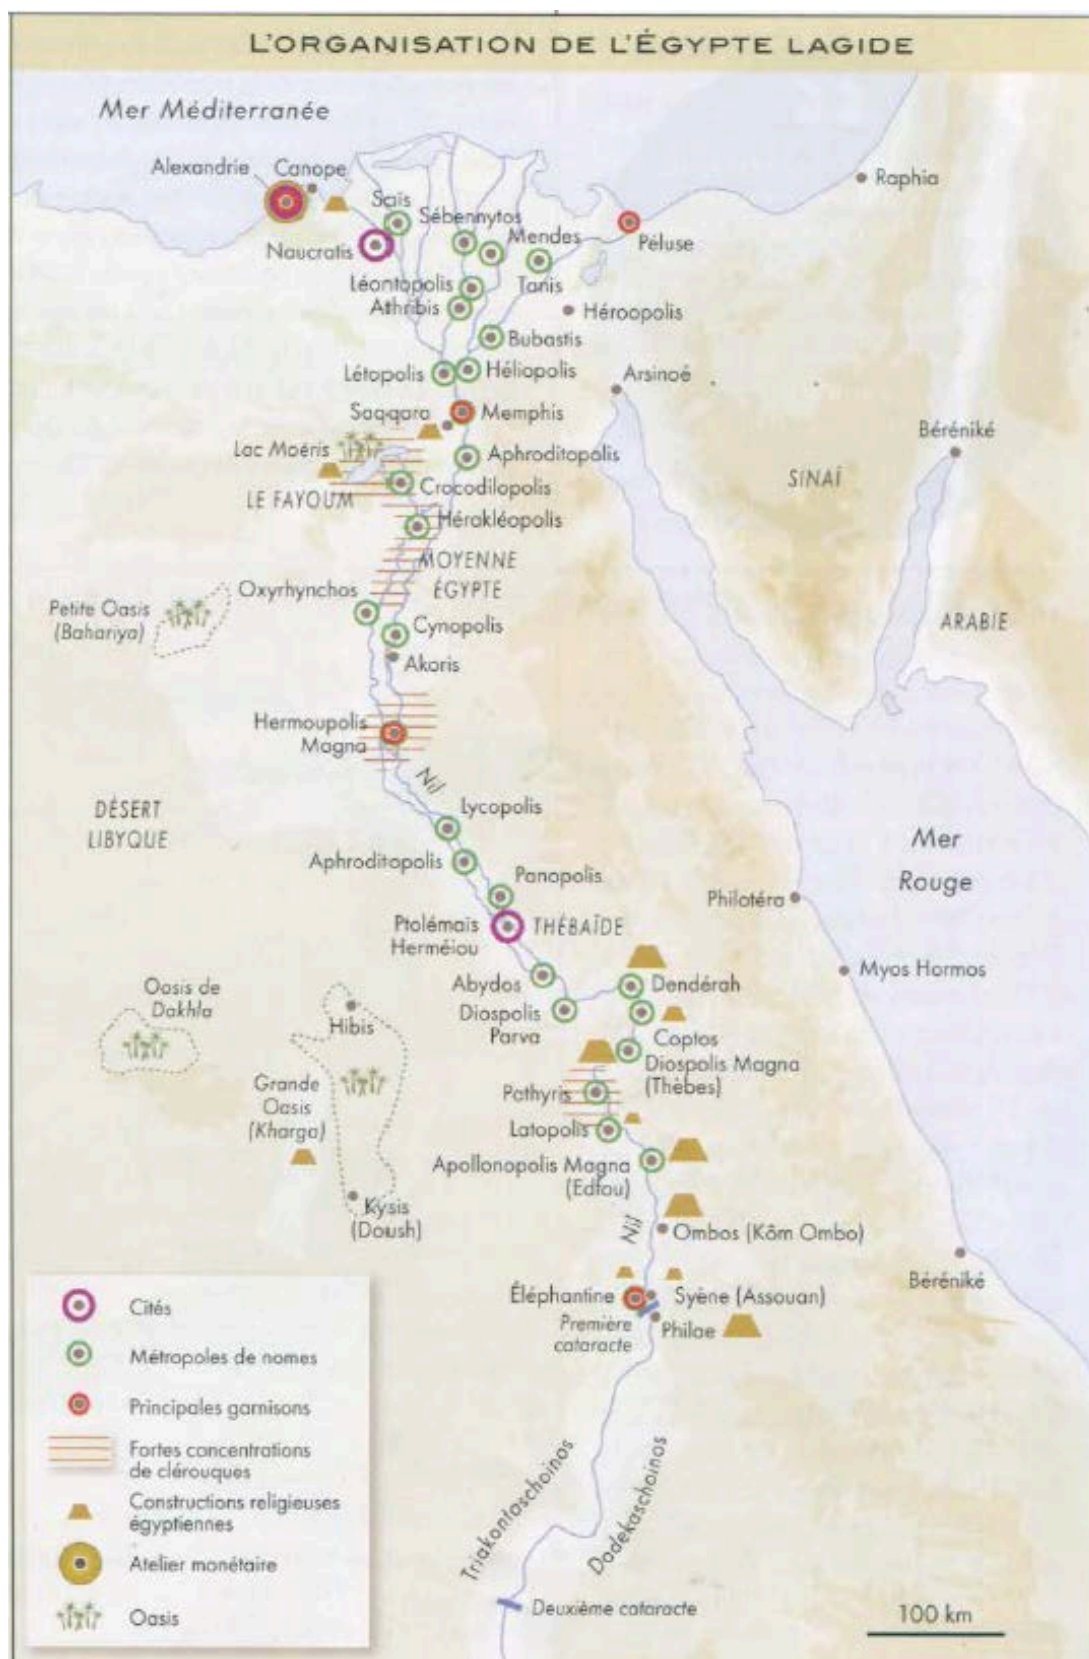 L'ORGANISATION DE L'ÉGYPTE LAGIDE
Mer Méditerranée
Alexandrie
Canope
Raphia
Saïs
Sébennytos
Mendes
Péluse
Naucratis
Léontopolis
Tanis
Athribis
Héroopolis
Bubastis
Létopolis
Héliopolis
Arsinoé
Saqqara
Memphis
Béréniké
Lac Moéris
Aphroditopolis
SINAÏ
LE FAYOUM
Crocodilopolis
Hérakléopolis
MOYENNE
ÉGYPTE
Oxyrhynchos
Petite Oasis
(Bahariya)
Cynopolis
ARABIE
Akoris
Hermoupolis
Magna
Nil
DÉSERT
LIBYQUE
Lycopolis
Mer
Rouge
Aphroditopolis
Panopolis
Philotéra
Ptolémaïs
Herméiou
THÉBAÏDE
Myos Hormos
Abydos
Dendérah
Oasis de
Dakhla
Hibis
Diospolis
Parva
Coptos
Diospolis Magna
(Thèbes)
Grande
Oasis
(Kharga)
Pathyris
Latopolis
Apollonopolis Magna
(Edfou)
Kysis
(Doush)
Nil
Ombos (Kôm Ombo)
Béréniké
Éléphantine
Syène (Assouan)
Première
cataracte
Philae
Triakontaschoinos
Dodekaschoinos
Deuxième cataracte
100 km
Cités
Métropoles de nomes
Principales garnisons
Fortes concentrations
de clérouques
Constructions religieuses
égyptiennes
Atelier monétaire
Oasis